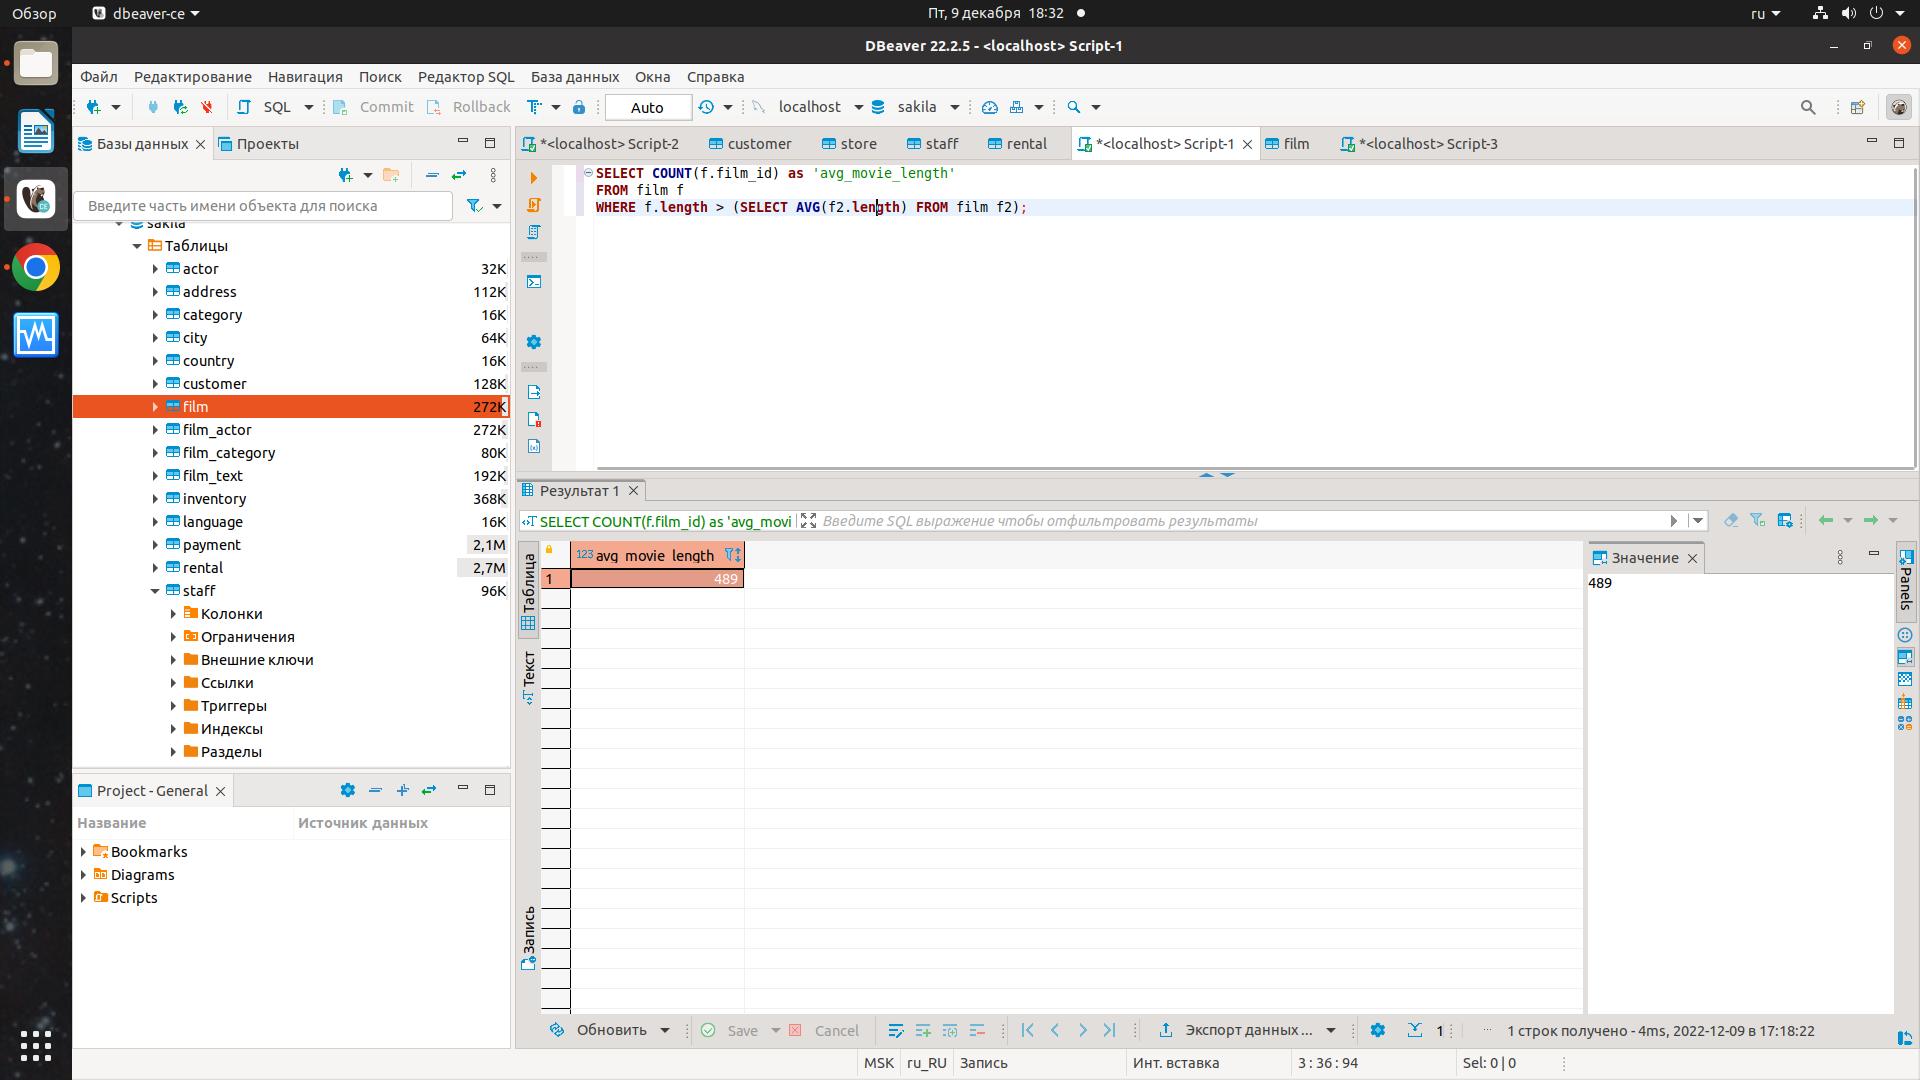 Обзор
dbeaver-ce
Пт, 9 декабря 18:32
ru
DBeaver 22.2.5 - <localhost> Script-1
Файл Редактирование Навигация Поиск Редактор SQL База данных Окна Справка
SQL Commit Rollback Auto localhost sakila
Базы данных Проекты
Введите часть имени объекта для поиска
sakila
Таблицы
actor 32K
address 112K
category 16K
city 64K
country 16K
customer 128K
film 272K
film_actor 272K
film_category 80K
film_text 192K
inventory 368K
language 16K
payment 2,1M
rental 2,7M
staff 96K
Колонки
Ограничения
Внешние ключи
Ссылки
Триггеры
Индексы
Разделы
Project - General
Название Источник данных
Bookmarks
Diagrams
Scripts
*<localhost> Script-2 customer store staff rental *<localhost> Script-1 film *<localhost> Script-3
SELECT COUNT(f.film_id) as 'avg_movie_length'
FROM film f
WHERE f.length > (SELECT AVG(f2.length) FROM film f2);
Результат 1
SELECT COUNT(f.film_id) as 'avg_movi Введите SQL выражение чтобы отфильтровать результаты
Таблица
Текст
Запись
123 avg_movie_length
1 489
Значение
489
Panels
Обновить Save Cancel Экспорт данных ... 1 1 строк получено - 4ms, 2022-12-09 в 17:18:22
MSK ru_RU Запись Инт. вставка 3 : 36 : 94 Sel: 0 | 0